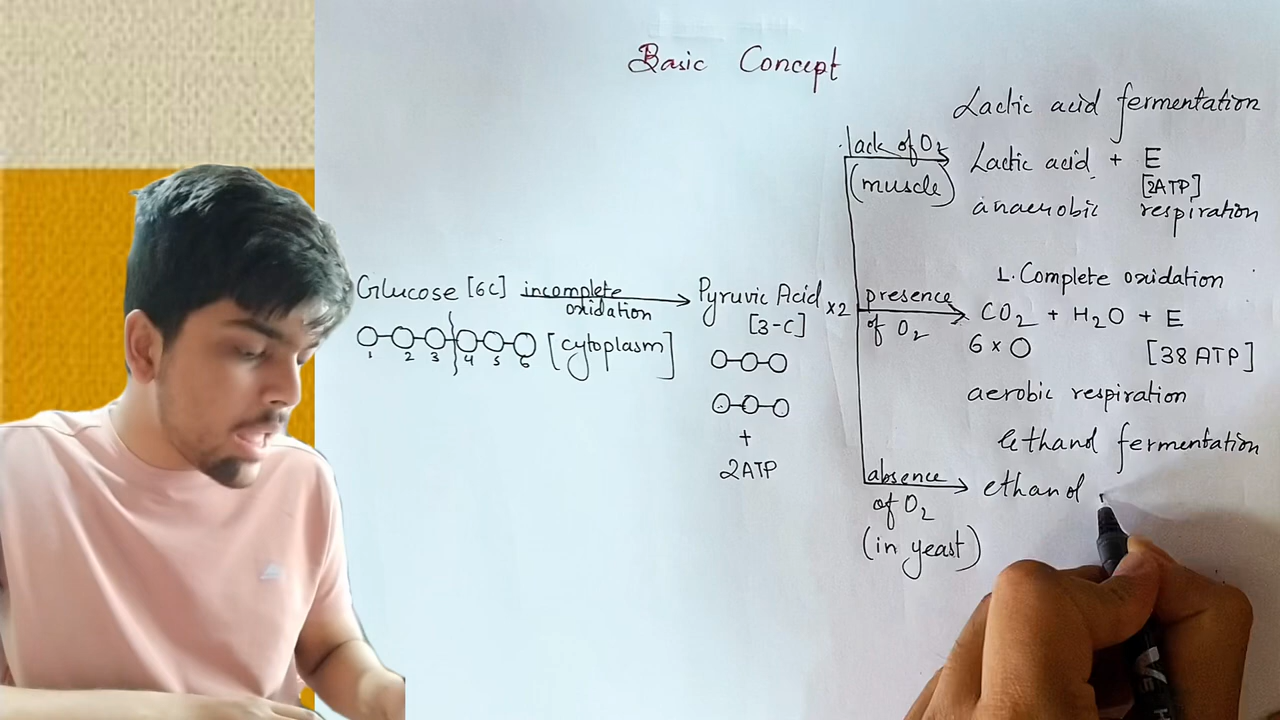 Basic Concept
Lactic acid fermentation
lack of O2
(muscle)
Lactic acid + E
[2ATP]
anaerobic respiration
Glucose [6C]
incomplete
oxidation
1 2 3 4 5 6
[cytoplasm]
Pyruvic Acid ×2
[3-C]
+
2ATP
1. Complete oxidation
presence
of O2
CO2 + H2O + E
6 × O
[38 ATP]
aerobic respiration
ethanol fermentation
absence
of O2
(in yeast)
ethanol